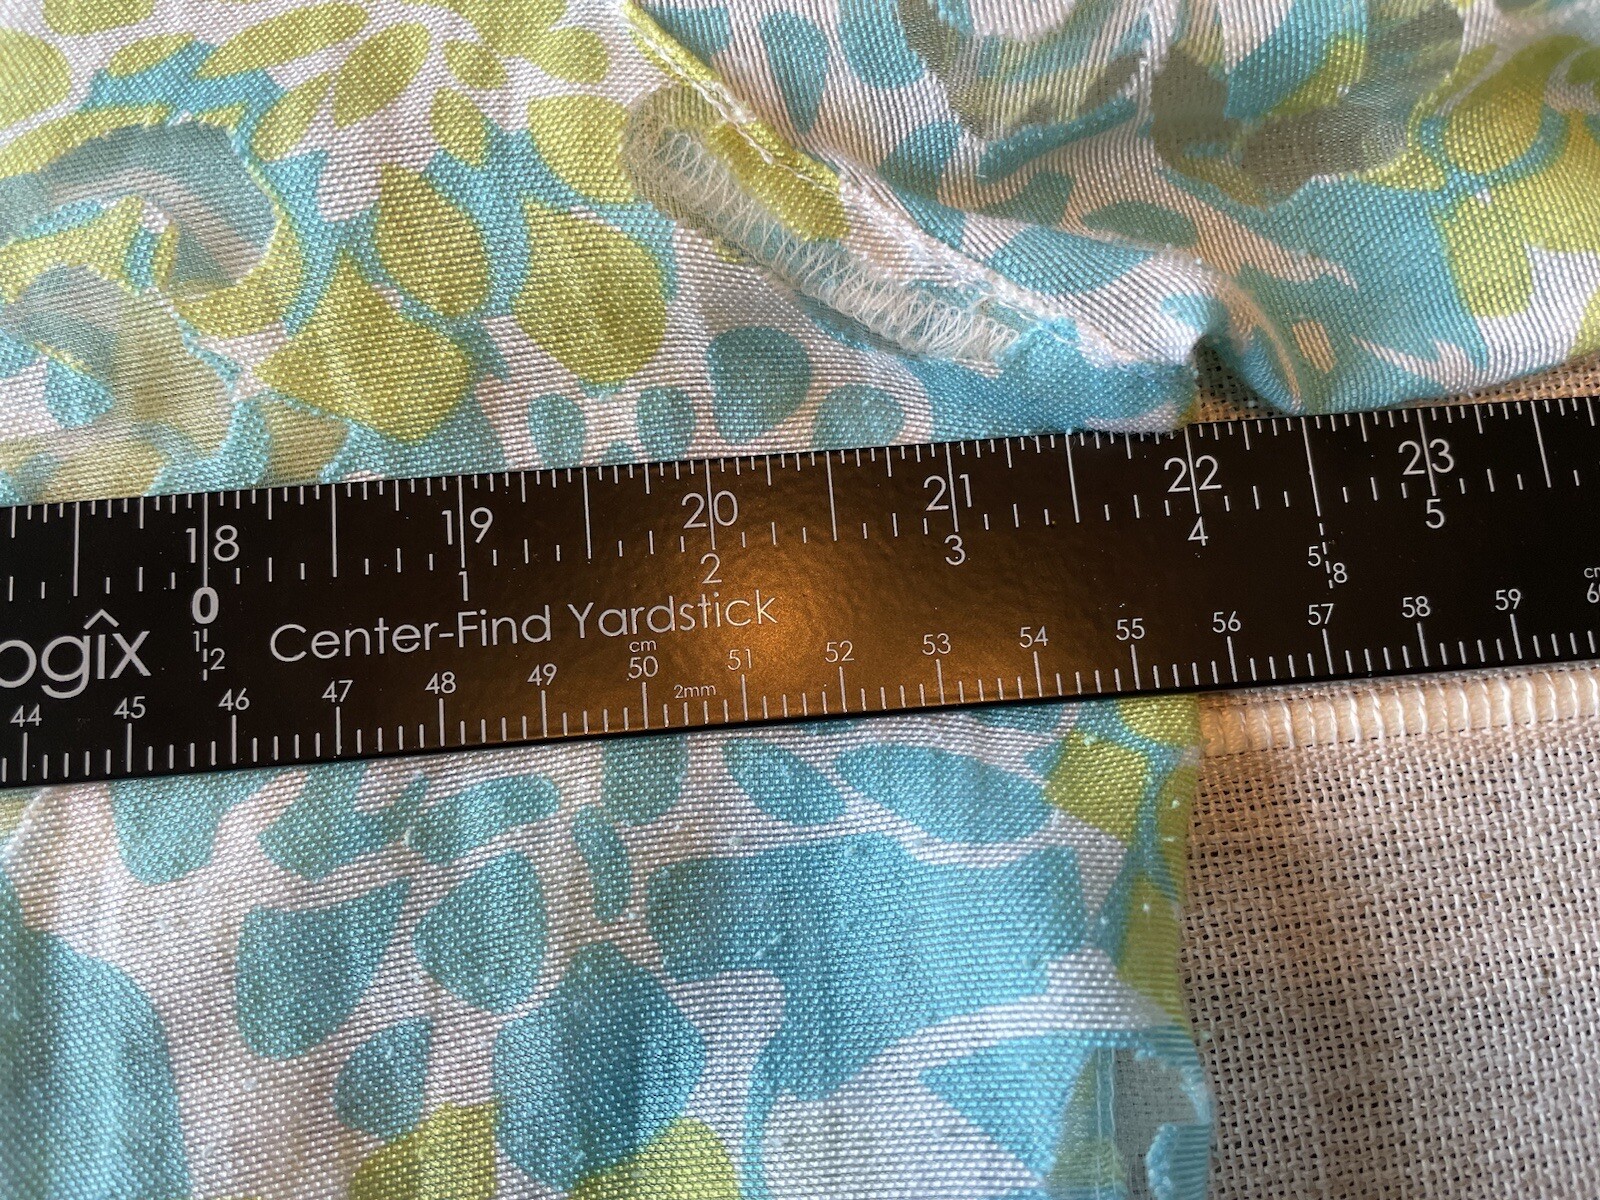 18 19 20 21 22 23
0 1 2 3 4 5
ogîx Center-Find Yardstick
1/2 5/8
cm cm
44 45 46 47 48 49 50 51 52 53 54 55 56 57 58 59
2mm